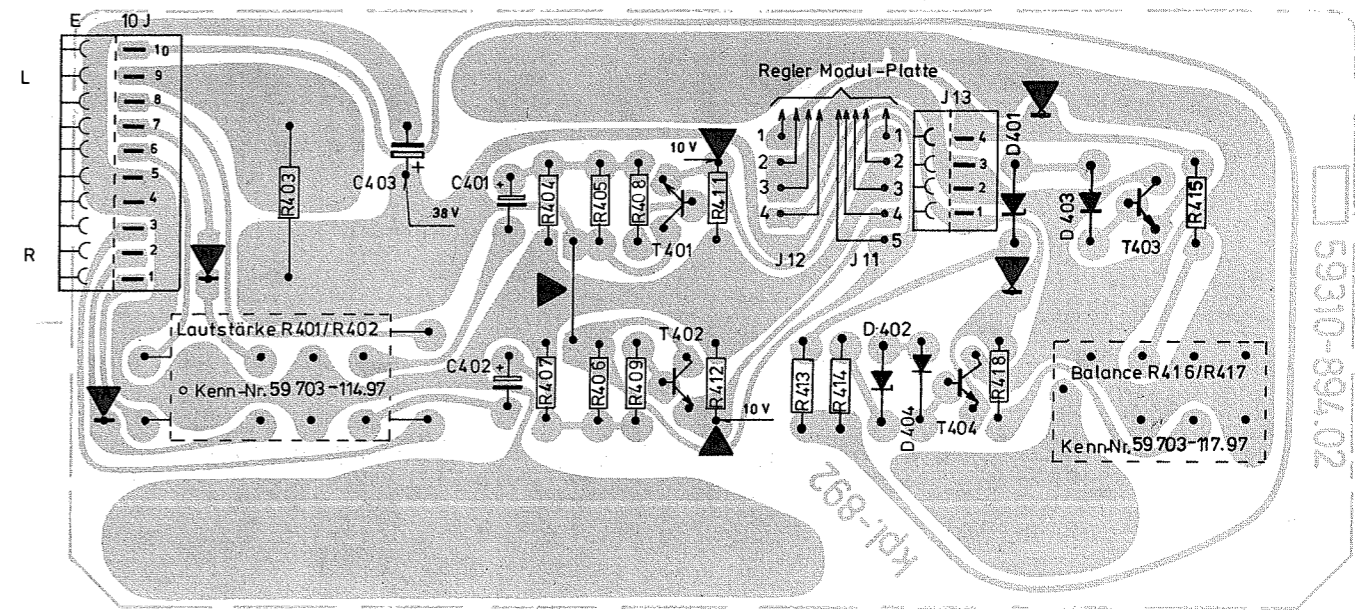 E
10 J
L
R
10
9
8
7
6
5
4
3
2
1
R403
C403
+
38 V
C401 +
R404
R405
R408
T401
10 V
R411
Regler Modul-Platte
1
2
3
4
J12
1
2
3
4
5
J11
J13
4
3
2
1
D401
D403
T403
R415
59310-894.02
Lautstärke R401/R402
Kenn-Nr. 59 703-114.97
C402 +
R407
R406
R409
T402
R412
10 V
R413
R414
D402
D404
T404
R418
Balance R416/R417
Kenn-Nr. 59 703-117.97
kpl.-892